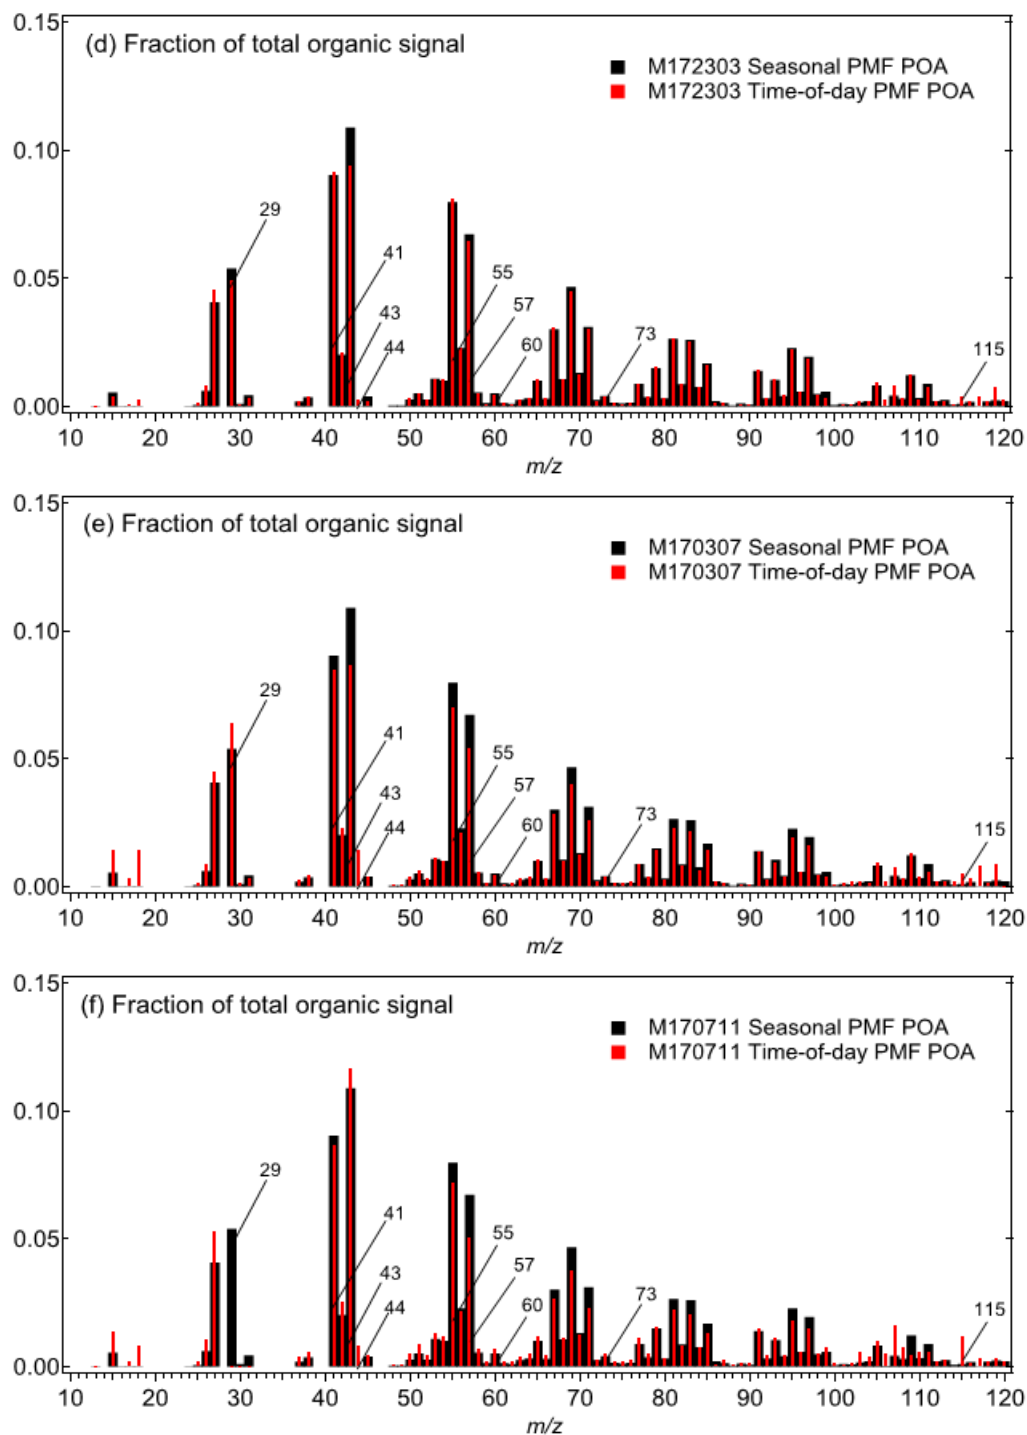 0.15
(d) Fraction of total organic signal
M172303 Seasonal PMF POA
M172303 Time-of-day PMF POA
0.10
29
0.05
41
55
43
57
44
60
73
115
0.00
10 20 30 40 50 60 70 80 90 100 110 120
m/z
0.15
(e) Fraction of total organic signal
M170307 Seasonal PMF POA
M170307 Time-of-day PMF POA
0.10
29
41
55
0.05
57
43
44
60
73
115
0.00
10 20 30 40 50 60 70 80 90 100 110 120
m/z
0.15
(f) Fraction of total organic signal
M170711 Seasonal PMF POA
M170711 Time-of-day PMF POA
0.10
29
41
55
0.05
57
43
44
60
73
115
0.00
10 20 30 40 50 60 70 80 90 100 110 120
m/z